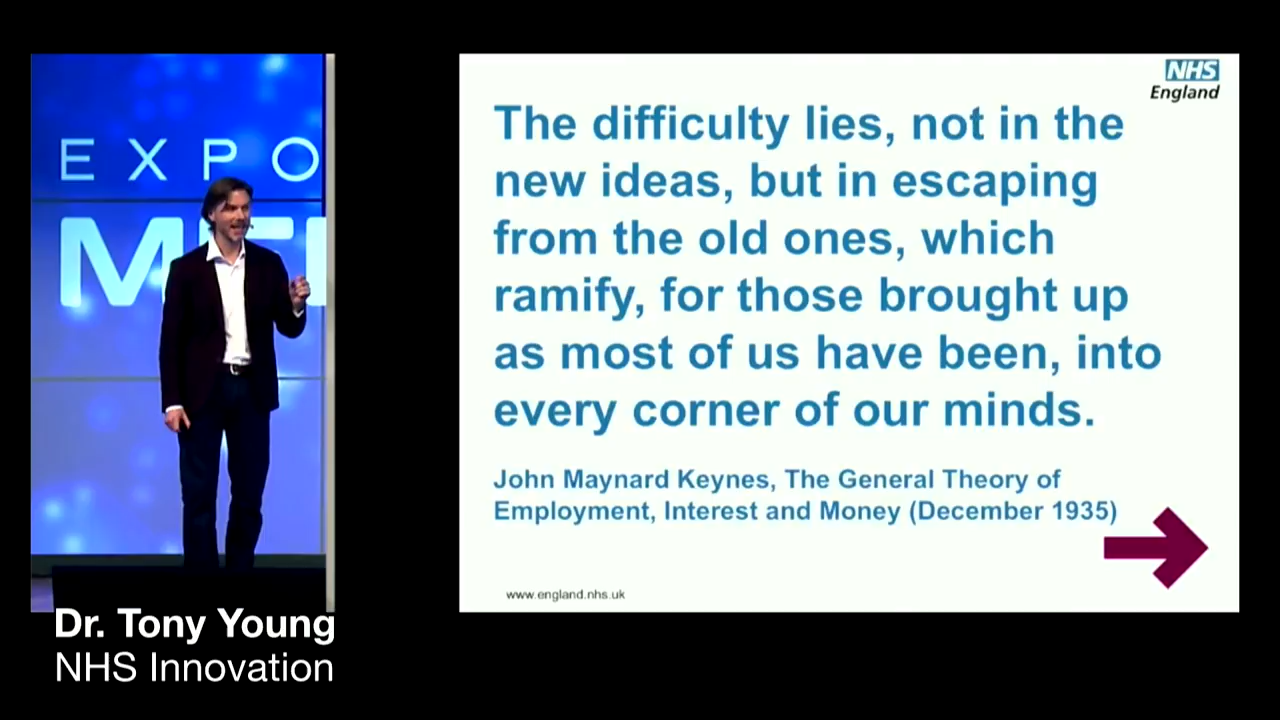 EXPO
NHS
England
The difficulty lies, not in the
new ideas, but in escaping
from the old ones, which
ramify, for those brought up
as most of us have been, into
every corner of our minds.
John Maynard Keynes, The General Theory of
Employment, Interest and Money (December 1935)
www.england.nhs.uk
Dr. Tony Young
NHS Innovation